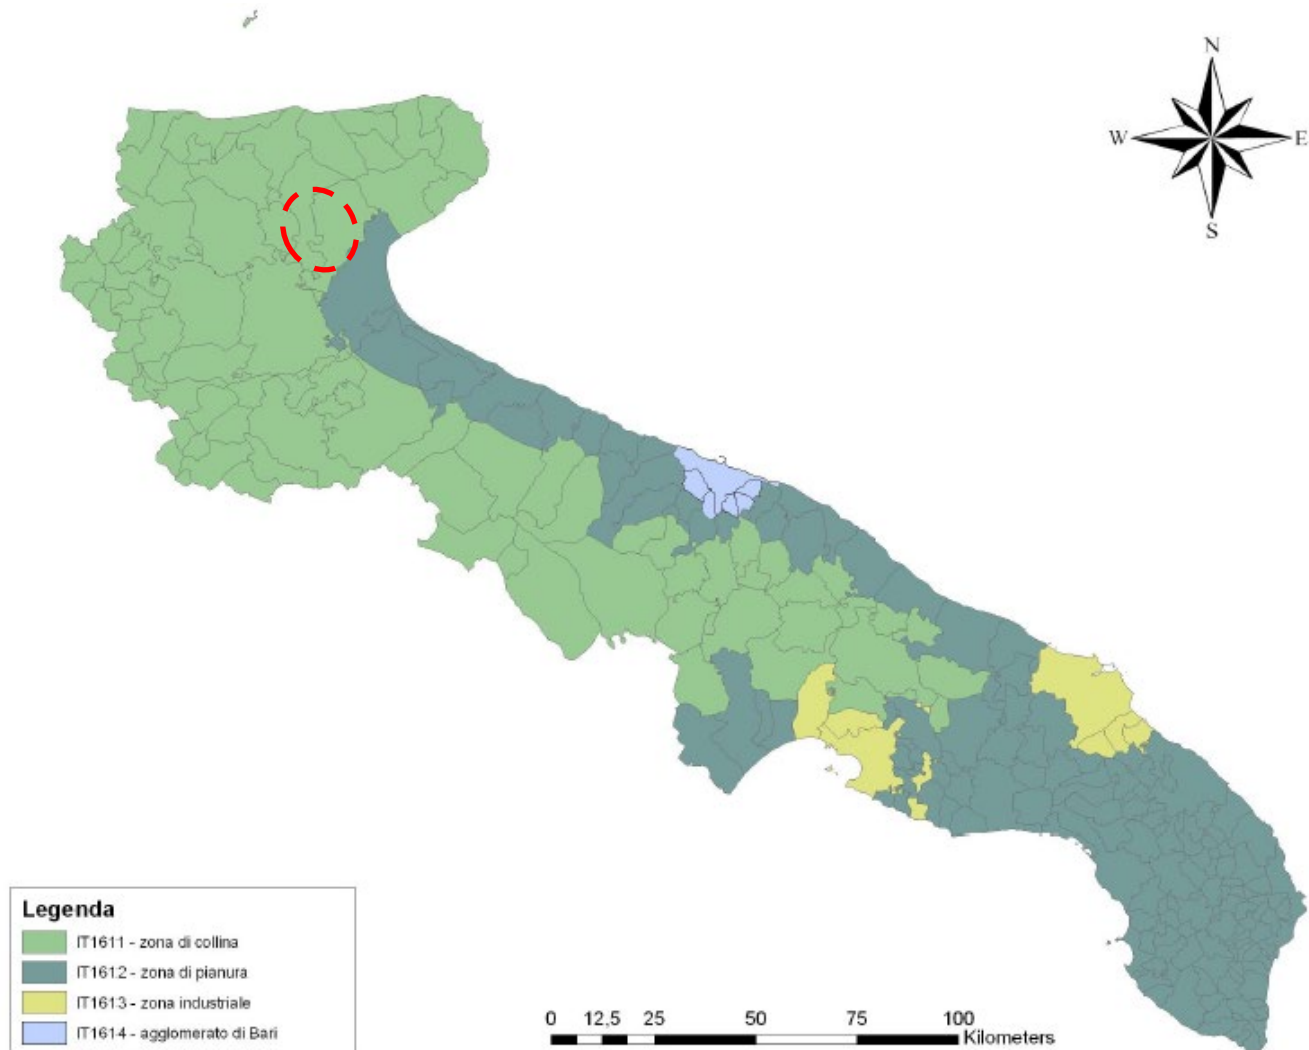 N
W E
S
Legenda
IT1611 - zona di collina
IT1612 - zona di pianura
IT1613 - zona industriale
IT1614 - agglomerato di Bari
0 12,5 25 50 75 100
Kilometers